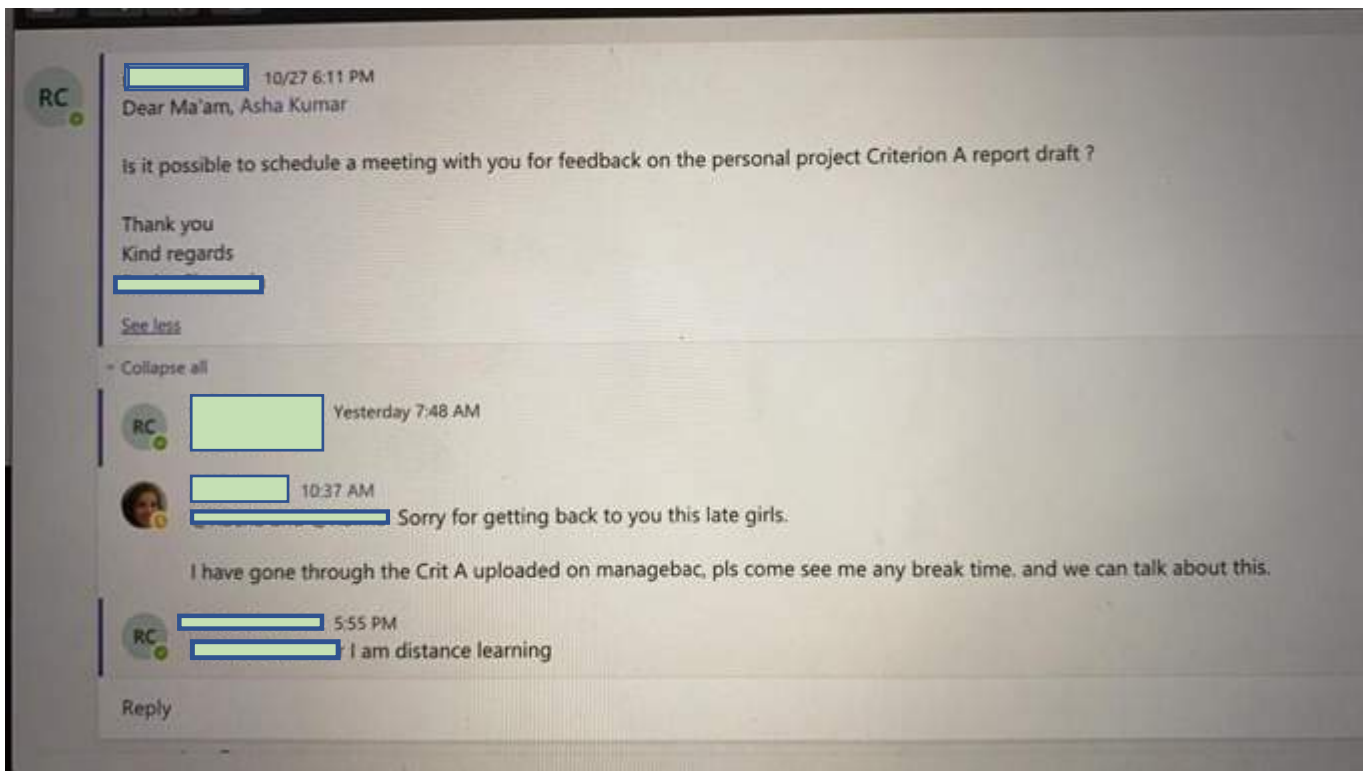 RC
10/27 6:11 PM
Dear Ma'am, Asha Kumar
Is it possible to schedule a meeting with you for feedback on the personal project Criterion A report draft ?
Thank you
Kind regards
See less
Collapse all
RC
Yesterday 7:48 AM
10:37 AM
Sorry for getting back to you this late girls.
I have gone through the Crit A uploaded on managebac, pls come see me any break time. and we can talk about this.
RC
5:55 PM
I am distance learning
Reply